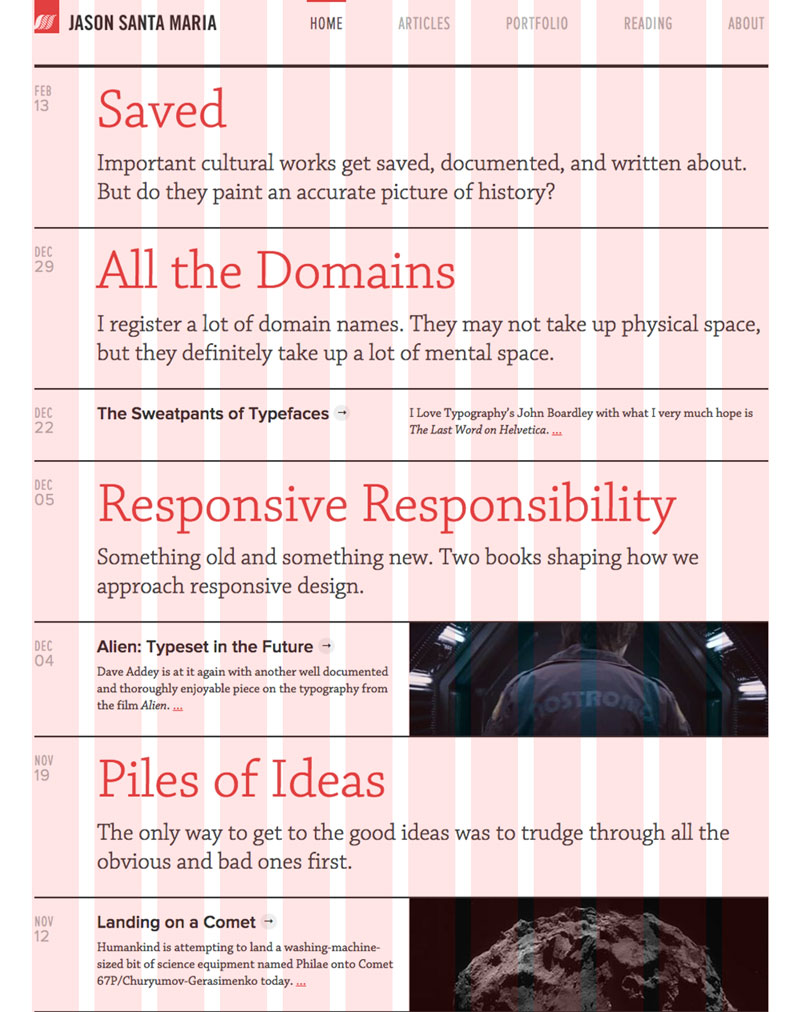 JASON SANTA MARIA
HOME
ARTICLES
PORTFOLIO
READING
ABOUT
FEB
13
Saved
Important cultural works get saved, documented, and written about.
But do they paint an accurate picture of history?
DEC
29
All the Domains
I register a lot of domain names. They may not take up physical space,
but they definitely take up a lot of mental space.
DEC
22
The Sweatpants of Typefaces →
I Love Typography's John Boardley with what I very much hope is
The Last Word on Helvetica. ...
DEC
05
Responsive Responsibility
Something old and something new. Two books shaping how we
approach responsive design.
DEC
04
Alien: Typeset in the Future →
Dave Addey is at it again with another well documented
and thoroughly enjoyable piece on the typography from
the film Alien. ...
NOSTROMO
NOV
19
Piles of Ideas
The only way to get to the good ideas was to trudge through all the
obvious and bad ones first.
NOV
12
Landing on a Comet →
Humankind is attempting to land a washing-machine-
sized bit of science equipment named Philae onto Comet
67P/Churyumov-Gerasimenko today. ...